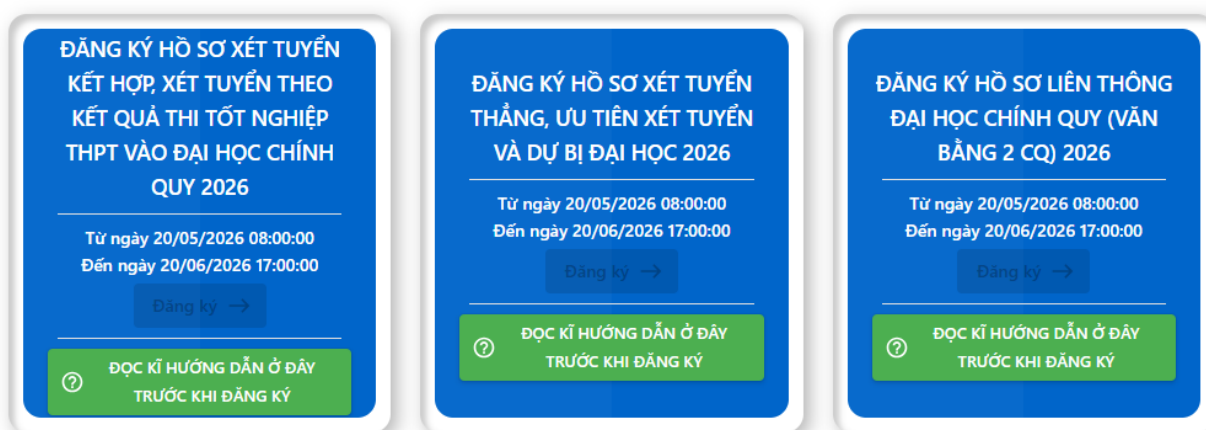 ĐĂNG KÝ HỒ SƠ XÉT TUYỂN
KẾT HỢP, XÉT TUYỂN THEO
KẾT QUẢ THI TỐT NGHIỆP
THPT VÀO ĐẠI HỌC CHÍNH
QUY 2026
Từ ngày 20/05/2026 08:00:00
Đến ngày 20/06/2026 17:00:00
Đăng ký →
ĐỌC KĨ HƯỚNG DẪN Ở ĐÂY
TRƯỚC KHI ĐĂNG KÝ
ĐĂNG KÝ HỒ SƠ XÉT TUYỂN
THẲNG, ƯU TIÊN XÉT TUYỂN
VÀ DỰ BỊ ĐẠI HỌC 2026
Từ ngày 20/05/2026 08:00:00
Đến ngày 20/06/2026 17:00:00
Đăng ký →
ĐỌC KĨ HƯỚNG DẪN Ở ĐÂY
TRƯỚC KHI ĐĂNG KÝ
ĐĂNG KÝ HỒ SƠ LIÊN THÔNG
ĐẠI HỌC CHÍNH QUY (VĂN
BẰNG 2 CQ) 2026
Từ ngày 20/05/2026 08:00:00
Đến ngày 20/06/2026 17:00:00
Đăng ký →
ĐỌC KĨ HƯỚNG DẪN Ở ĐÂY
TRƯỚC KHI ĐĂNG KÝ